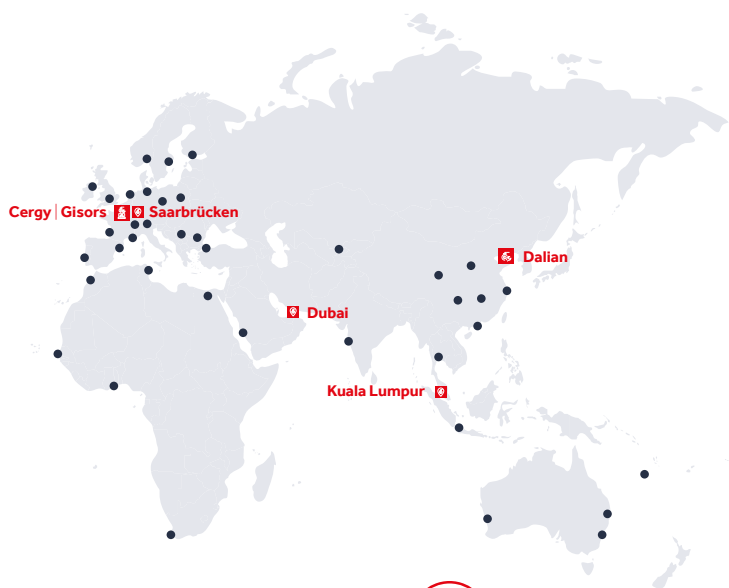 Cergy | Gisors
Saarbrücken
Dalian
Dubai
Kuala Lumpur